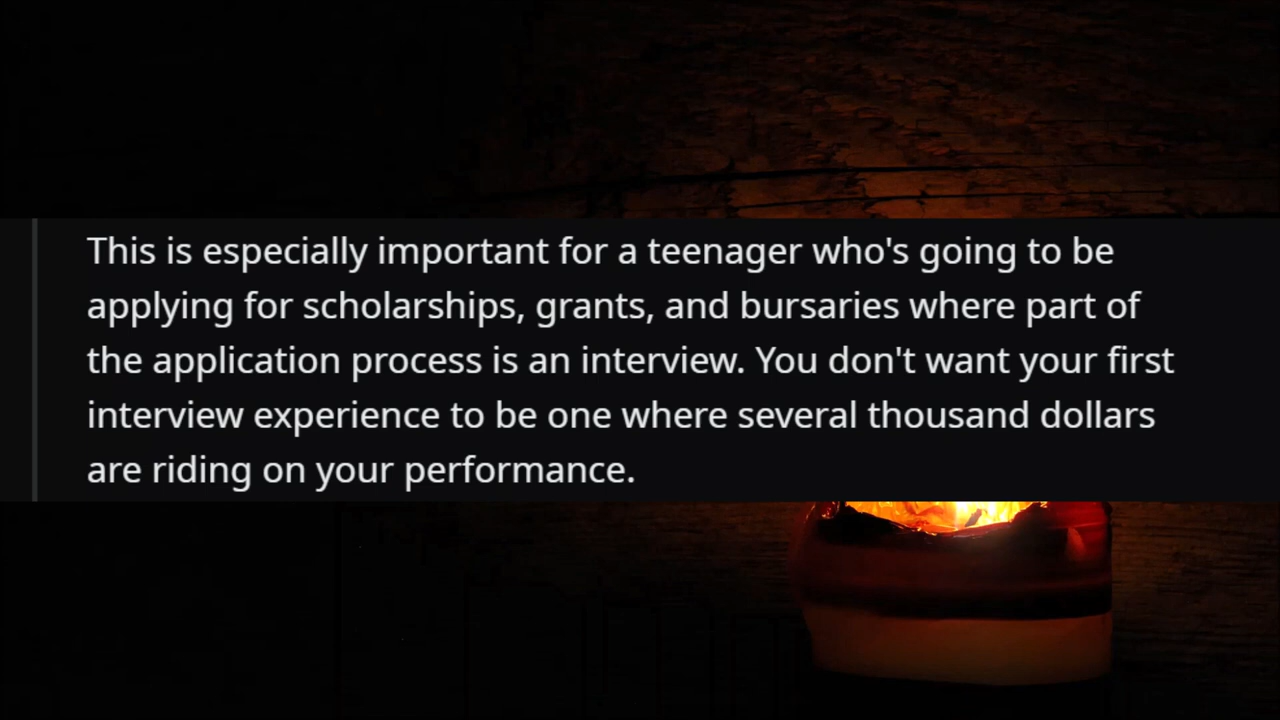 This is especially important for a teenager who's going to be
applying for scholarships, grants, and bursaries where part of
the application process is an interview. You don't want your first
interview experience to be one where several thousand dollars
are riding on your performance.